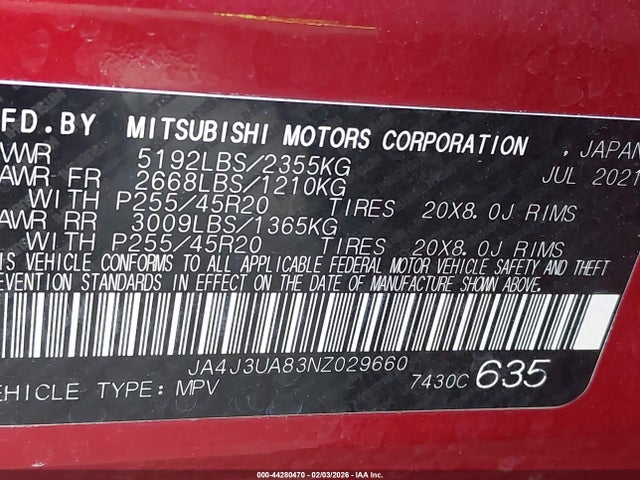 FD.BY MITSUBISHI MOTORS CORPORATION , JAPAN
VWR 5192LBS/2355KG JUL 2021
AWR FR 2668LBS/1210KG
WITH P255/45R20 TIRES 20X8.0J RIMS
AWR RR 3009LBS/1365KG
WITH P255/45R20 TIRES 20X8.0J RIMS
IS VEHICLE CONFORMS TO ALL APPLICABLE FEDERAL MOTOR VEHICLE SAFETY AND THEFT
EVENTION STANDARDS IN EFFECT ON THE DATE OF MANUFACTURE SHOWN ABOVE.
JA4J3UA83NZ029660
EHICLE TYPE: MPV 7430C 635
000-44280470 - 02/03/2026 - IAA Inc.